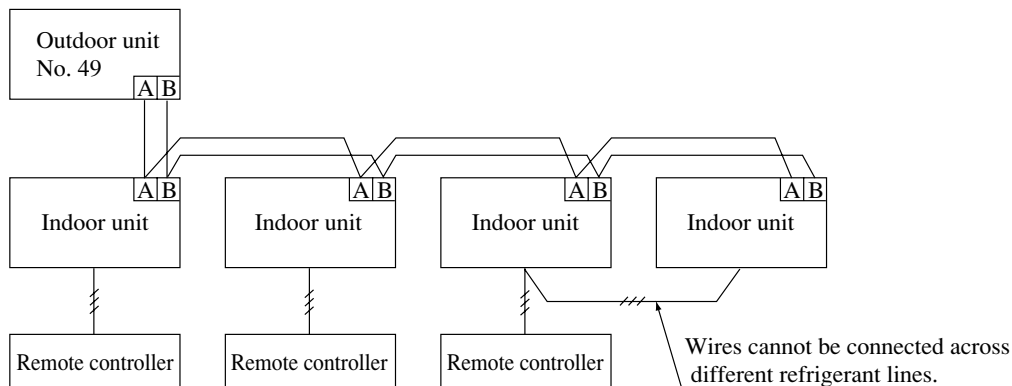 Outdoor unit
No. 49
A B
A B
A B
A B
A B
Indoor unit
Indoor unit
Indoor unit
Indoor unit
Remote controller
Remote controller
Remote controller
Wires cannot be connected across
different refrigerant lines.